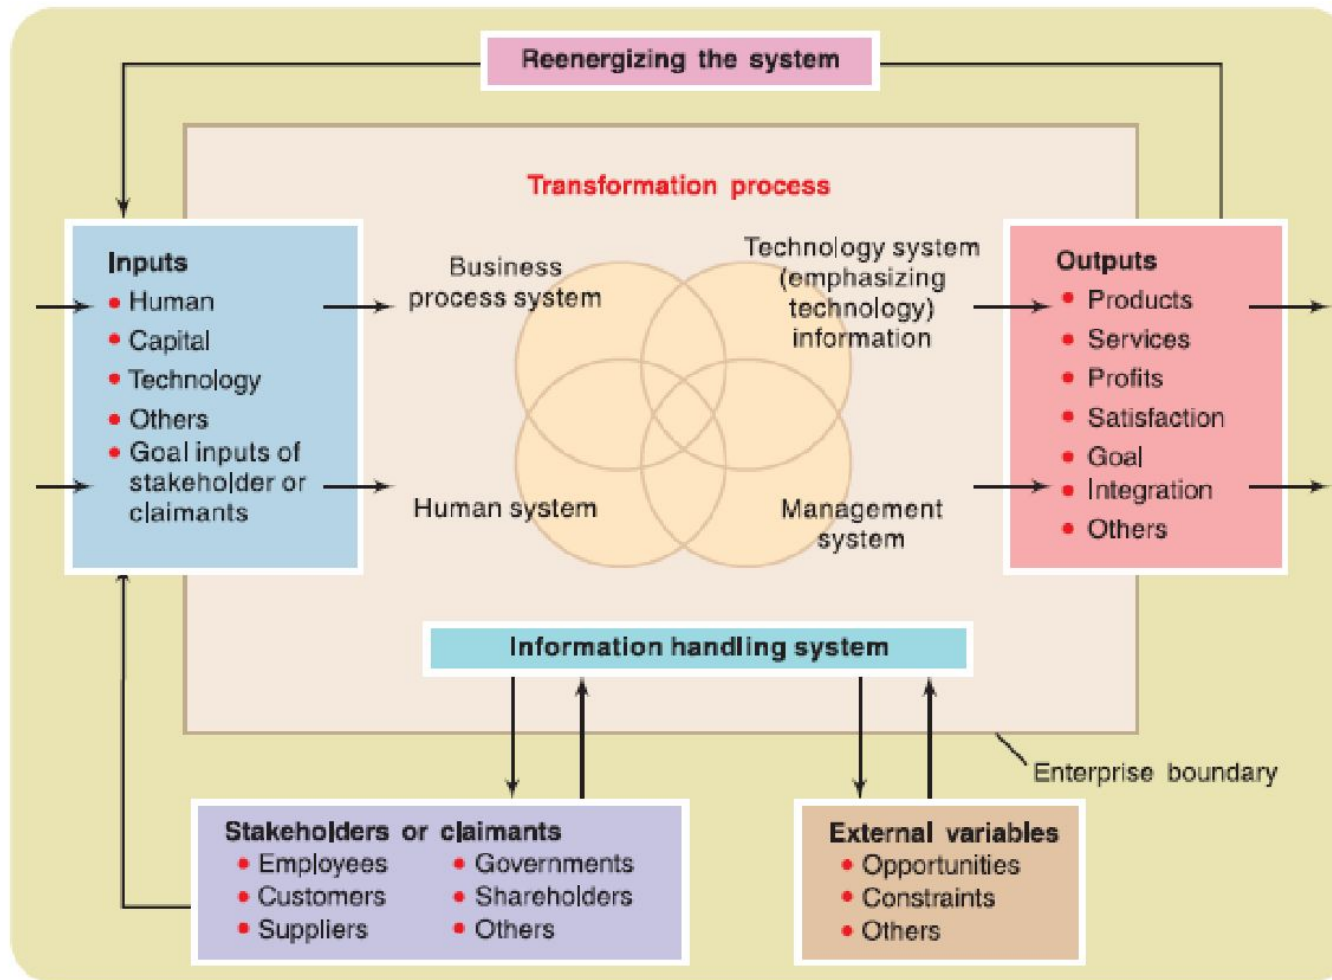 Reenergizing the system
Transformation process
Inputs
Human
Capital
Technology
Others
Goal inputs of
stakeholder or
claimants
Business
process system
Technology system
(emphasizing
technology)
information
Human system
Management
system
Outputs
Products
Services
Profits
Satisfaction
Goal
Integration
Others
Information handling system
Enterprise boundary
Stakeholders or claimants
Employees
Customers
Suppliers
Governments
Shareholders
Others
External variables
Opportunities
Constraints
Others